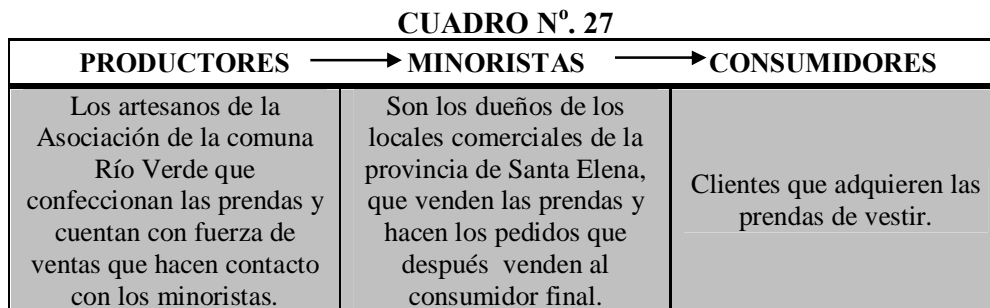 CUADRO Nº. 27
PRODUCTORES MINORISTAS CONSUMIDORES
Los artesanos de la
Asociación de la comuna
Río Verde que
confeccionan las prendas y
cuentan con fuerza de
ventas que hacen contacto
con los minoristas.
Son los dueños de los
locales comerciales de la
provincia de Santa Elena,
que venden las prendas y
hacen los pedidos que
después venden al
consumidor final.
Clientes que adquieren las
prendas de vestir.